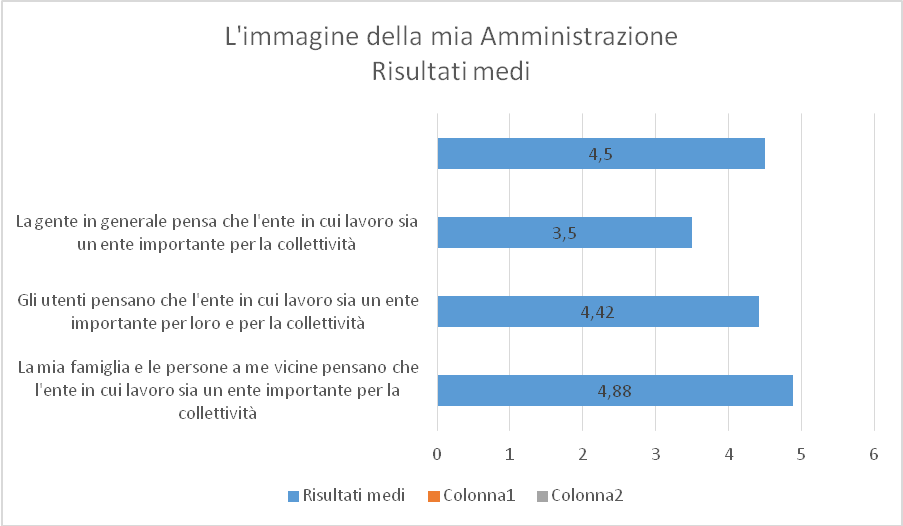 L'immagine della mia Amministrazione
Risultati medi
4,5
La gente in generale pensa che l'ente in cui lavoro sia
un ente importante per la collettività
3,5
Gli utenti pensano che l'ente in cui lavoro sia un ente
importante per loro e per la collettività
4,42
La mia famiglia e le persone a me vicine pensano che
l'ente in cui lavoro sia un ente importante per la
collettività
4,88
0 1 2 3 4 5 6
Risultati medi Colonna1 Colonna2